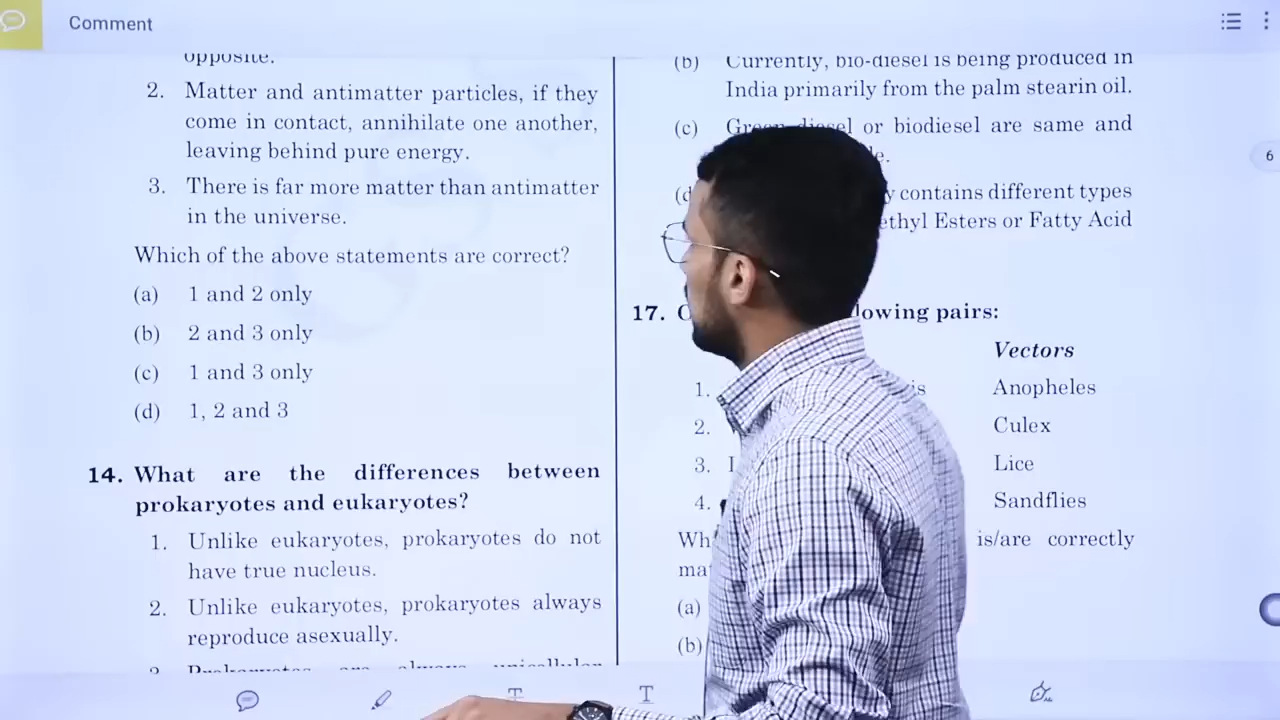 Comment
opposite.
2. Matter and antimatter particles, if they
come in contact, annihilate one another,
leaving behind pure energy.
3. There is far more matter than antimatter
in the universe.
Which of the above statements are correct?
(a) 1 and 2 only
(b) 2 and 3 only
(c) 1 and 3 only
(d) 1, 2 and 3
14. What are the differences between
prokaryotes and eukaryotes?
1. Unlike eukaryotes, prokaryotes do not
have true nucleus.
2. Unlike eukaryotes, prokaryotes always
reproduce asexually.
3. Prokaryotes are always unicellular
(b) Currently, bio-diesel is being produced in
India primarily from the palm stearin oil.
(c) Green diesel or biodiesel are same and
(d contains different types
Esters or Fatty Acid
17. pairs:
Vectors
1. Anopheles
2. Culex
3. Lice
4. Sandflies
is/are correctly
(a)
(b)
6
T
T